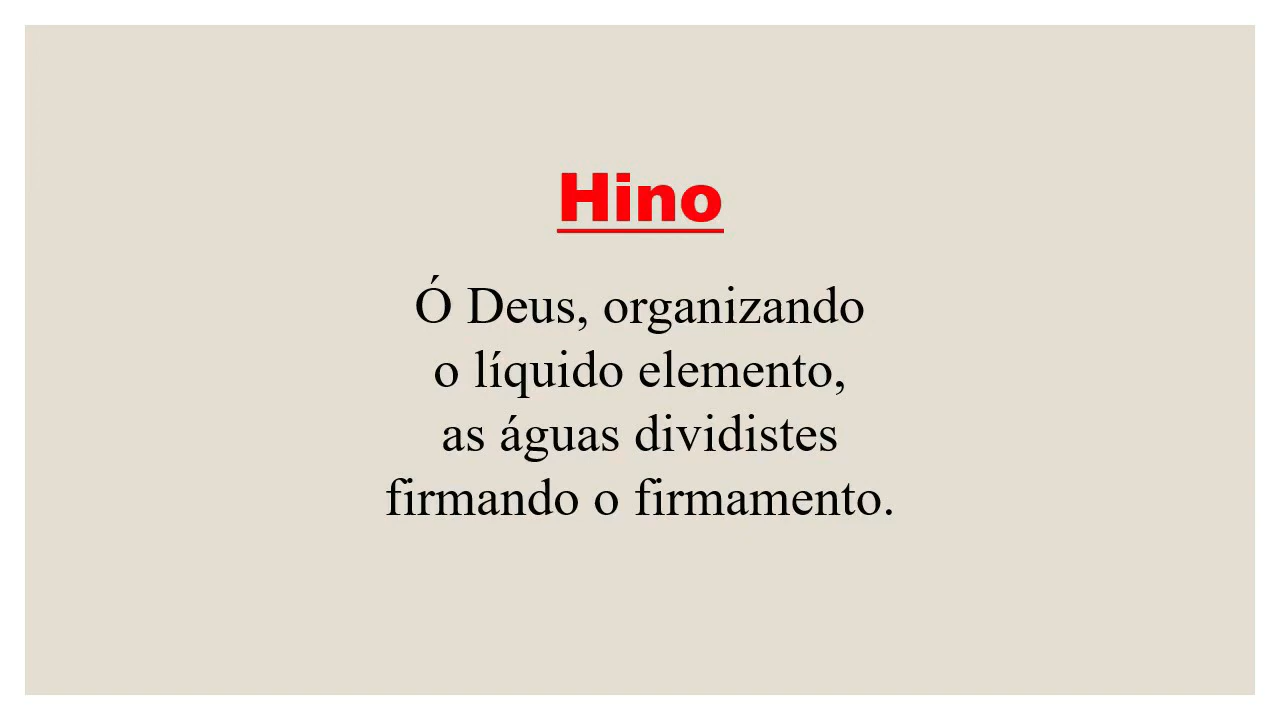 Hino
Ó Deus, organizando
o líquido elemento,
as águas dividistes
firmando o firmamento.